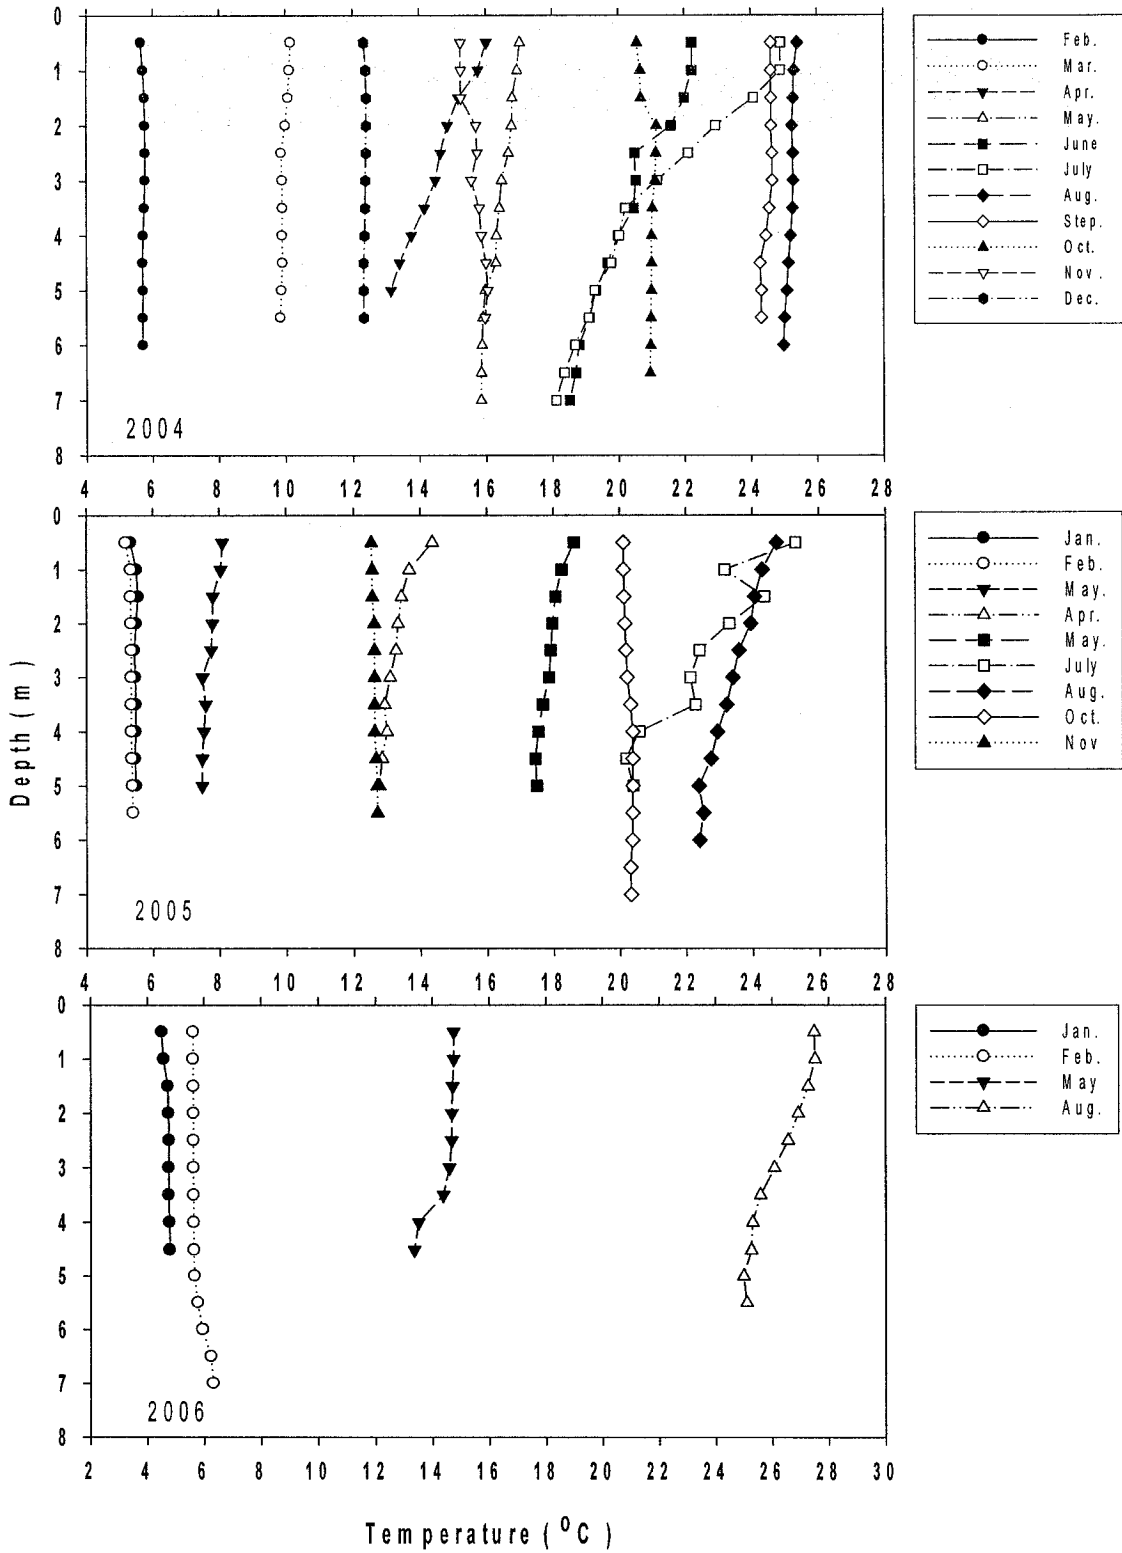 0
1
2
3
4
5
6
7
8
2004
4 6 8 10 12 14 16 18 20 22 24 26 28
Feb.
Mar.
Apr.
May.
June
July
Aug.
Step.
Oct.
Nov.
Dec.
0
1
2
3
4
5
6
7
8
2005
4 6 8 10 12 14 16 18 20 22 24 26 28
Jan.
Feb.
May.
Apr.
May.
July
Aug.
Oct.
Nov
Depth (m)
0
1
2
3
4
5
6
7
8
2006
2 4 6 8 10 12 14 16 18 20 22 24 26 28 30
Jan.
Feb.
May
Aug.
Temperature (°C)